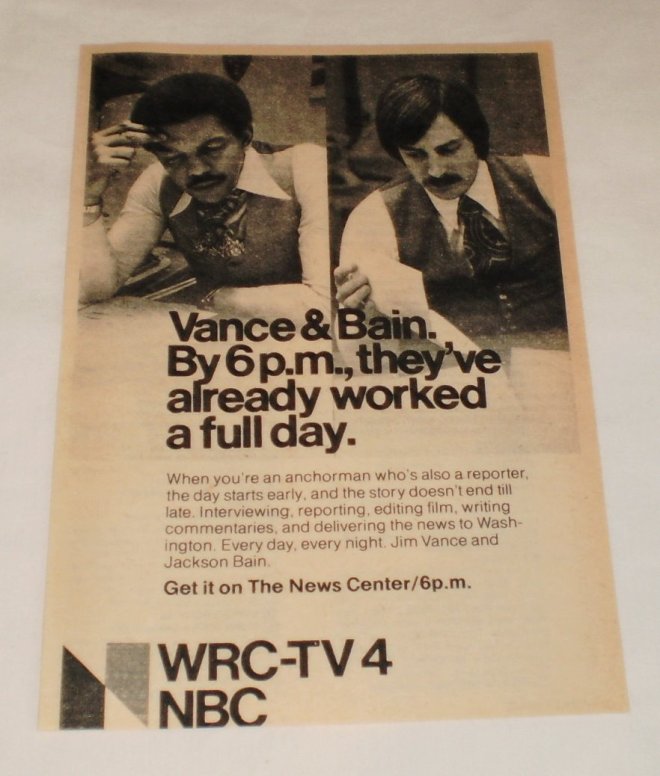 Vance & Bain.
By 6 p.m., they've
already worked
a full day.
When you're an anchorman who's also a reporter,
the day starts early, and the story doesn't end till
late. Interviewing, reporting, editing film, writing
commentaries, and delivering the news to Wash-
ington. Every day, every night. Jim Vance and
Jackson Bain.
Get it on The News Center/6p.m.
WRC-TV 4
NBC